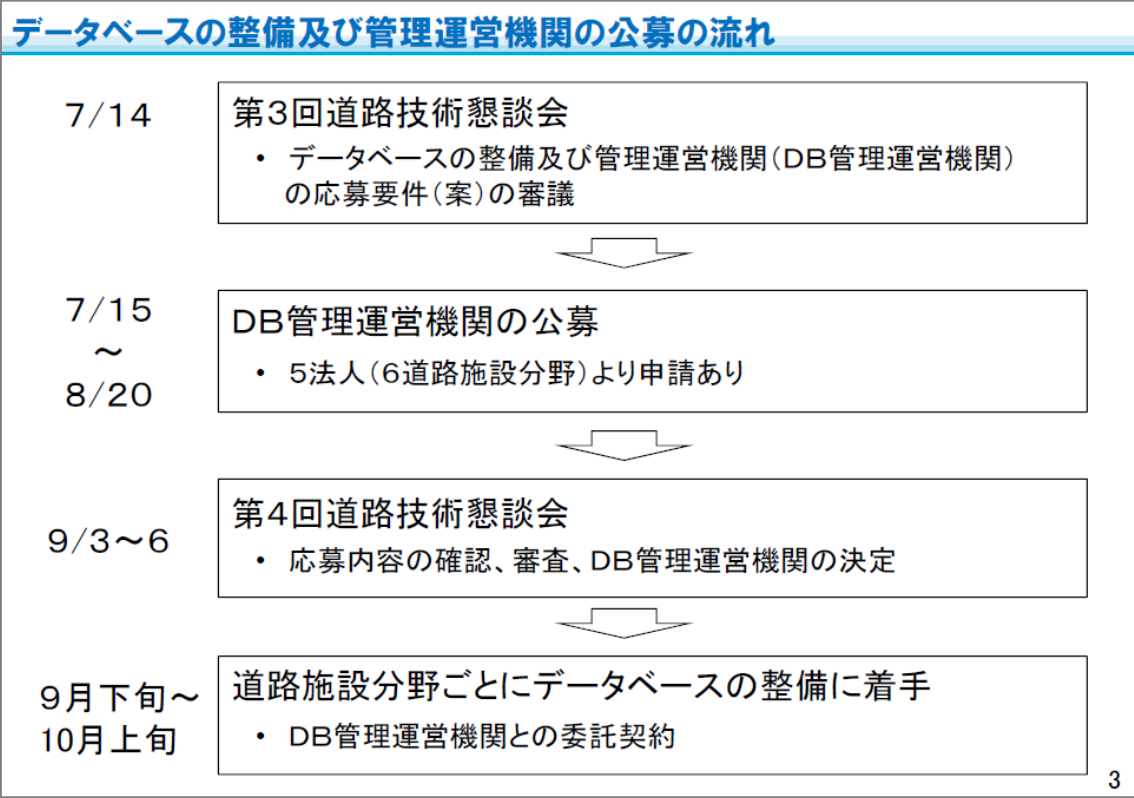 データベースの整備及び管理運営機関の公募の流れ
7/14
第3回道路技術懇談会
・ データベースの整備及び管理運営機関(DB管理運営機関)
の応募要件(案)の審議
7/15
～
8/20
DB管理運営機関の公募
・ 5法人(6道路施設分野)より申請あり
9/3～6
第4回道路技術懇談会
・ 応募内容の確認、審査、DB管理運営機関の決定
9月下旬～
10月上旬
道路施設分野ごとにデータベースの整備に着手
・ DB管理運営機関との委託契約
3